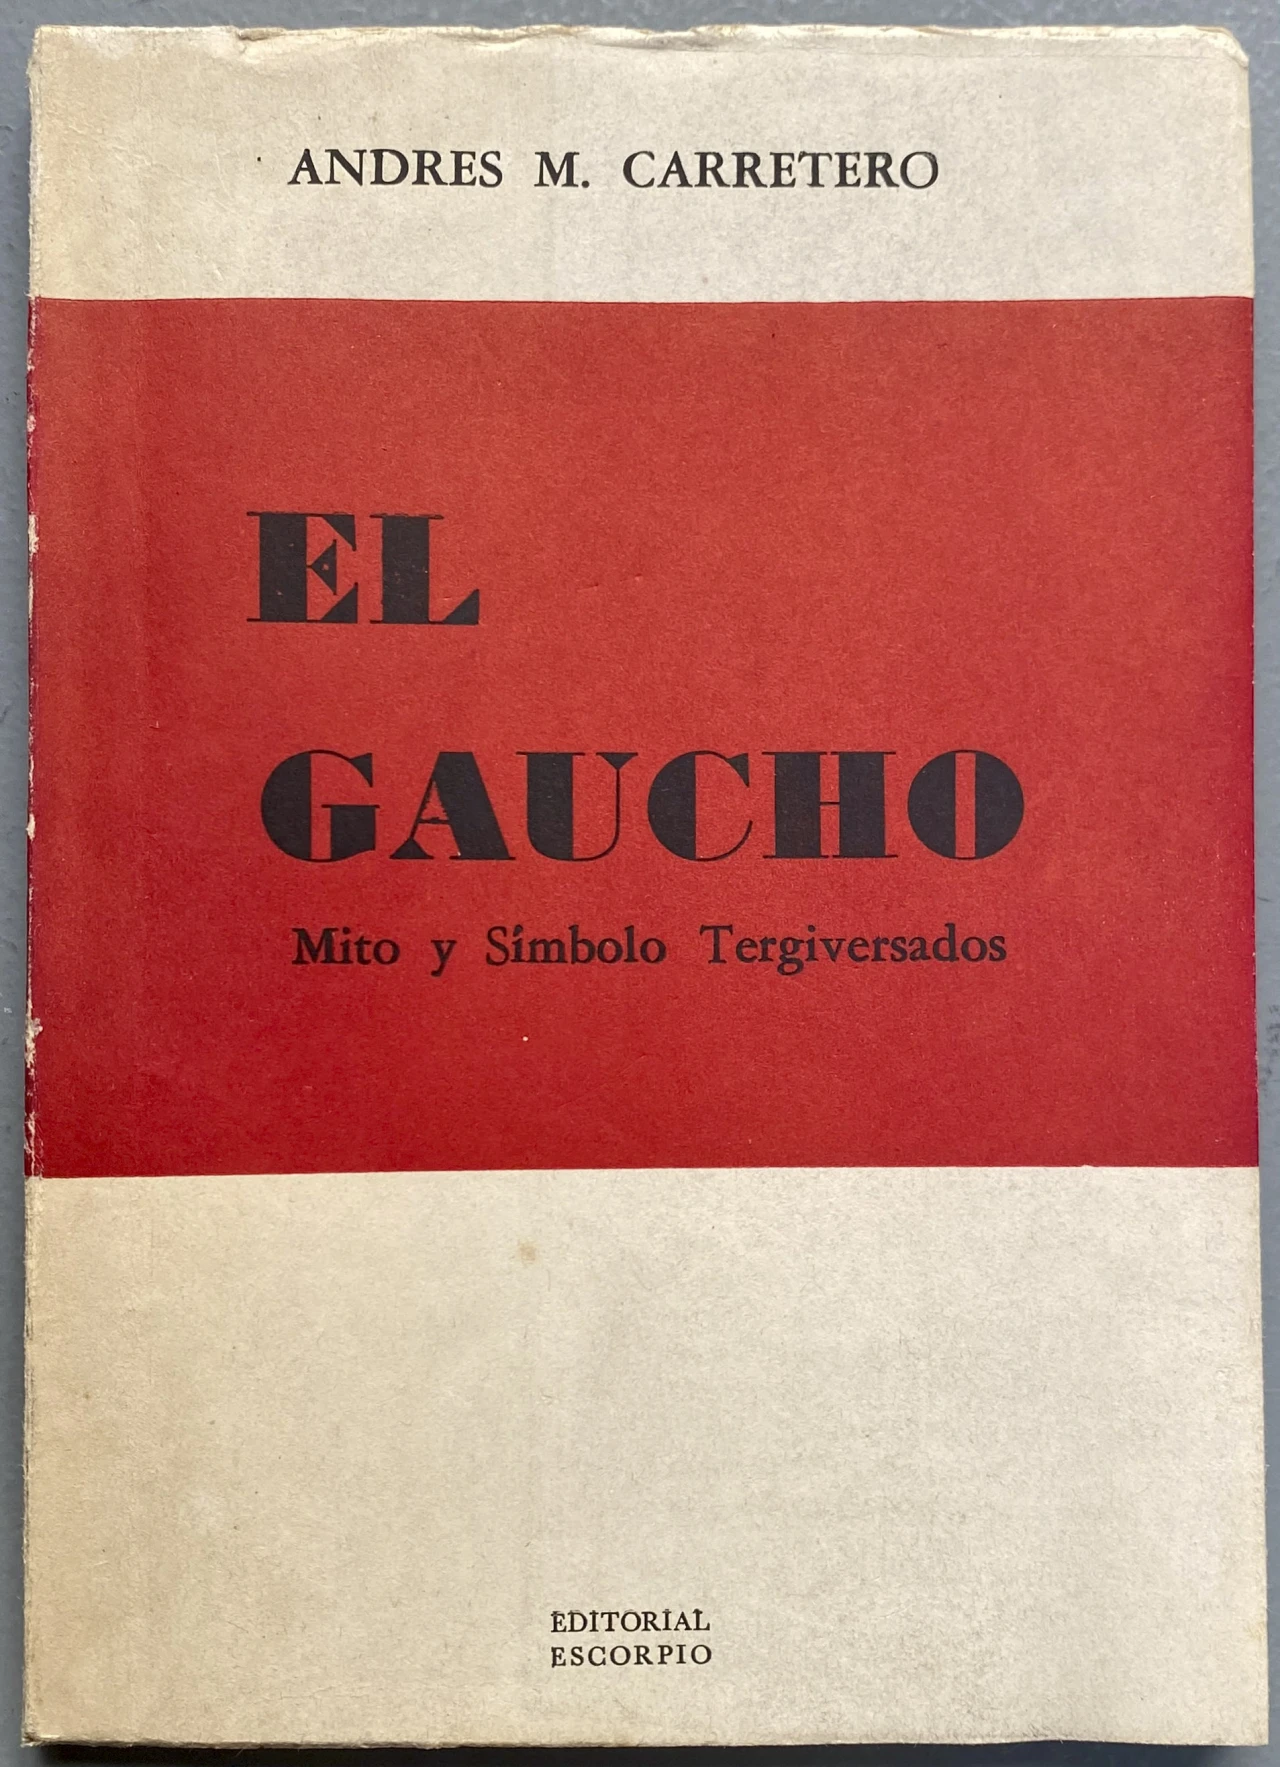 ANDRES M. CARRETERO
EL
GAUCHO
Mito y Símbolo Tergiversados
EDITORIAL
ESCORPIO